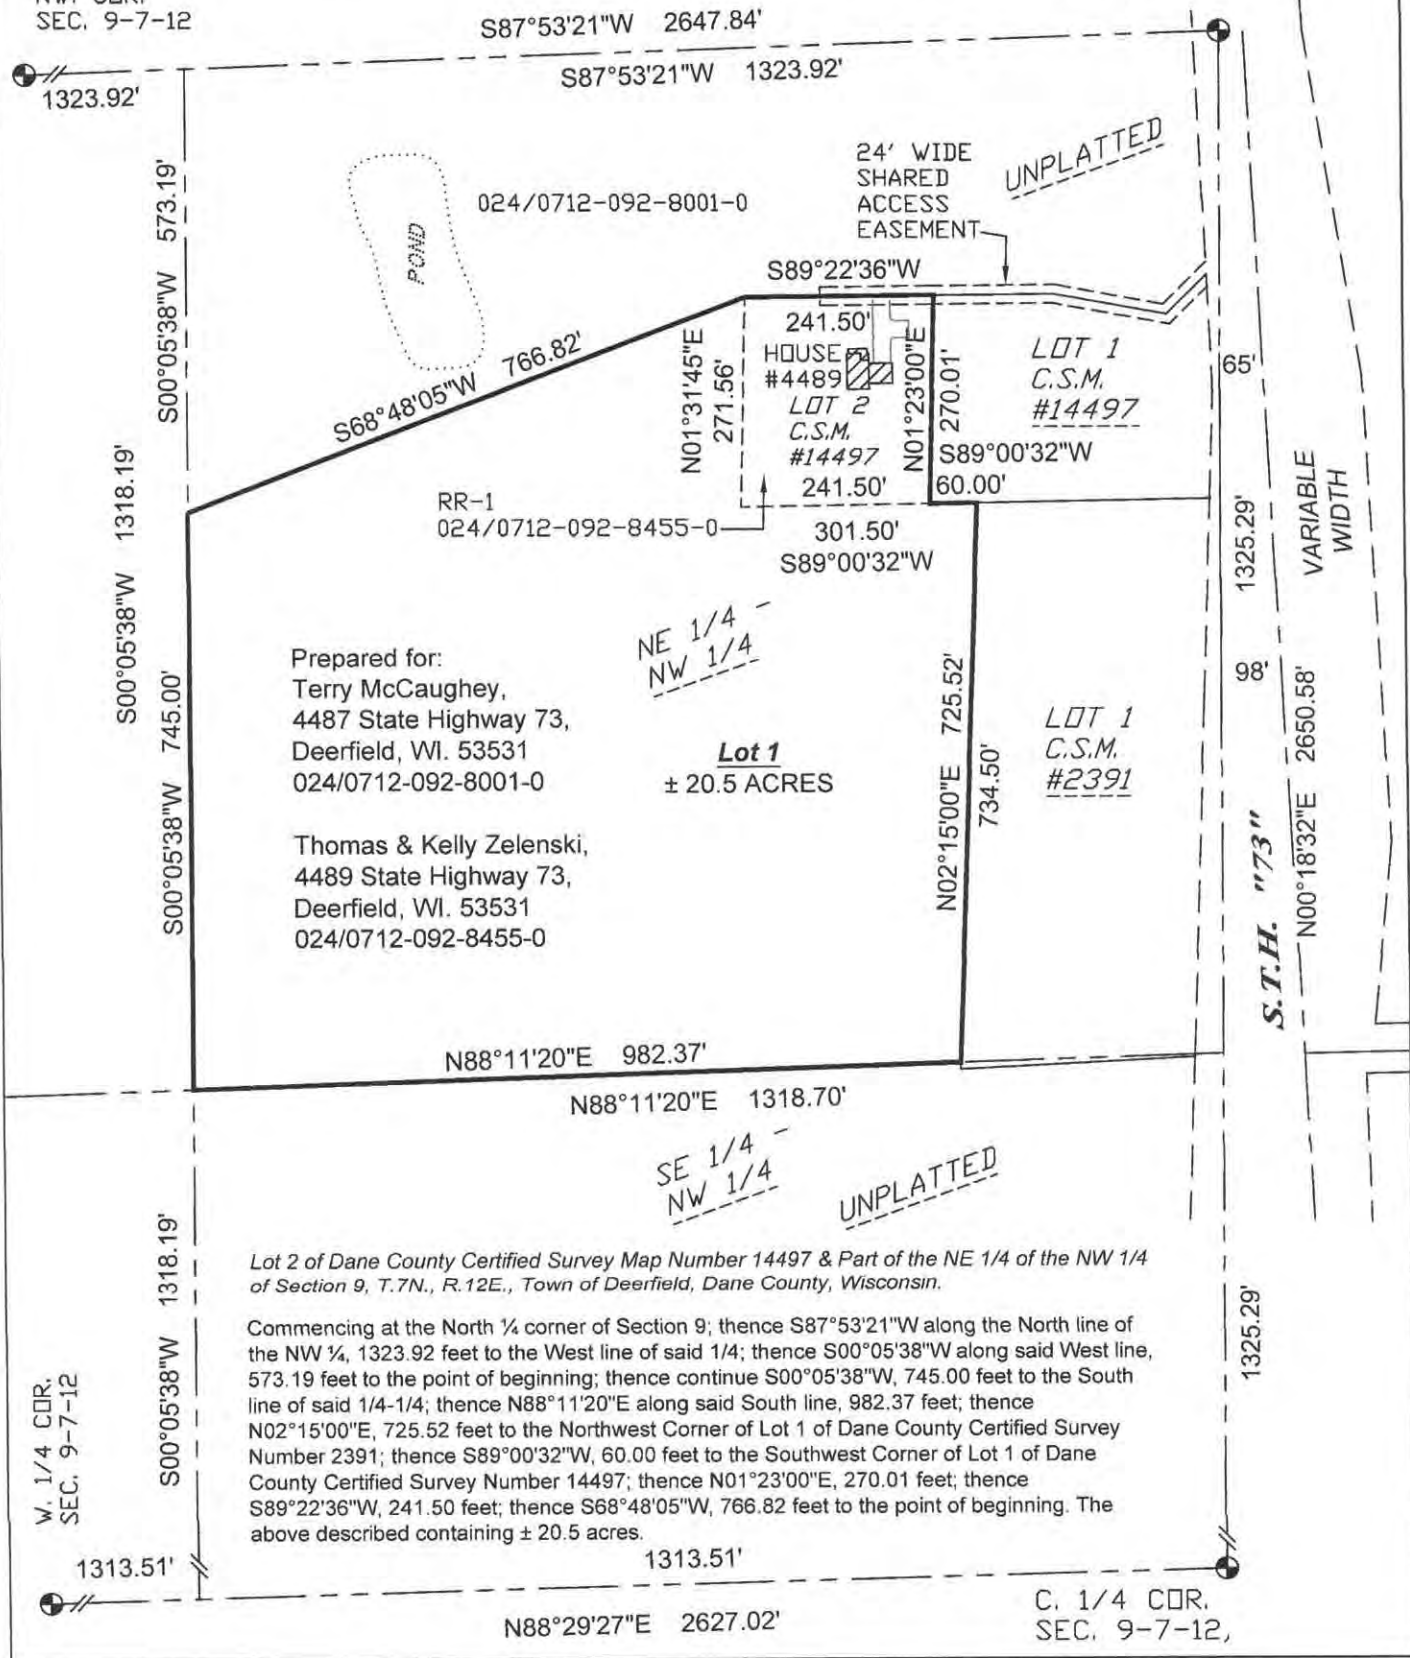 SEC. 9-7-12
S87°53'21"W 2647.84'
S87°53'21"W 1323.92'
1323.92'
S00°05'38"W 573.19'
POND
024/0712-092-8001-0
24' WIDE
SHARED
ACCESS
EASEMENT
UNPLATTED
S89°22'36"W
241.50'
S68°48'05"W 766.82'
N01°31'45"E
271.56'
HOUSE
#4489
LOT 2
C.S.M.
#14497
241.50'
N01°23'00"E
270.01'
LOT 1
C.S.M.
#14497
S89°00'32"W
60.00'
65'
RR-1
024/0712-092-8455-0
301.50'
S89°00'32"W
S00°05'38"W 1318.19'
S00°05'38"W 745.00'
NE 1/4 -
NW 1/4
Prepared for:
Terry McCaughey,
4487 State Highway 73,
Deerfield, WI. 53531
024/0712-092-8001-0
Thomas & Kelly Zelenski,
4489 State Highway 73,
Deerfield, WI. 53531
024/0712-092-8455-0
Lot 1
± 20.5 ACRES
N02°15'00"E 725.52'
734.50'
LOT 1
C.S.M.
#2391
1325.29'
VARIABLE
WIDTH
98'
N00°18'32"E 2650.58'
S.T.H. "73"
N88°11'20"E 982.37'
N88°11'20"E 1318.70'
SE 1/4 -
NW 1/4
UNPLATTED
S00°05'38"W 1318.19'
1325.29'
Lot 2 of Dane County Certified Survey Map Number 14497 & Part of the NE 1/4 of the NW 1/4
of Section 9, T.7N., R.12E., Town of Deerfield, Dane County, Wisconsin.
Commencing at the North ¼ corner of Section 9; thence S87°53'21"W along the North line of
the NW ¼, 1323.92 feet to the West line of said 1/4; thence S00°05'38"W along said West line,
573.19 feet to the point of beginning; thence continue S00°05'38"W, 745.00 feet to the South
line of said 1/4-1/4; thence N88°11'20"E along said South line, 982.37 feet; thence
N02°15'00"E, 725.52 feet to the Northwest Corner of Lot 1 of Dane County Certified Survey
Number 2391; thence S89°00'32"W, 60.00 feet to the Southwest Corner of Lot 1 of Dane
County Certified Survey Number 14497; thence N01°23'00"E, 270.01 feet; thence
S89°22'36"W, 241.50 feet; thence S68°48'05"W, 766.82 feet to the point of beginning. The
above described containing ± 20.5 acres.
W. 1/4 COR.
SEC. 9-7-12
1313.51'
1313.51'
N88°29'27"E 2627.02'
C. 1/4 COR.
SEC. 9-7-12,